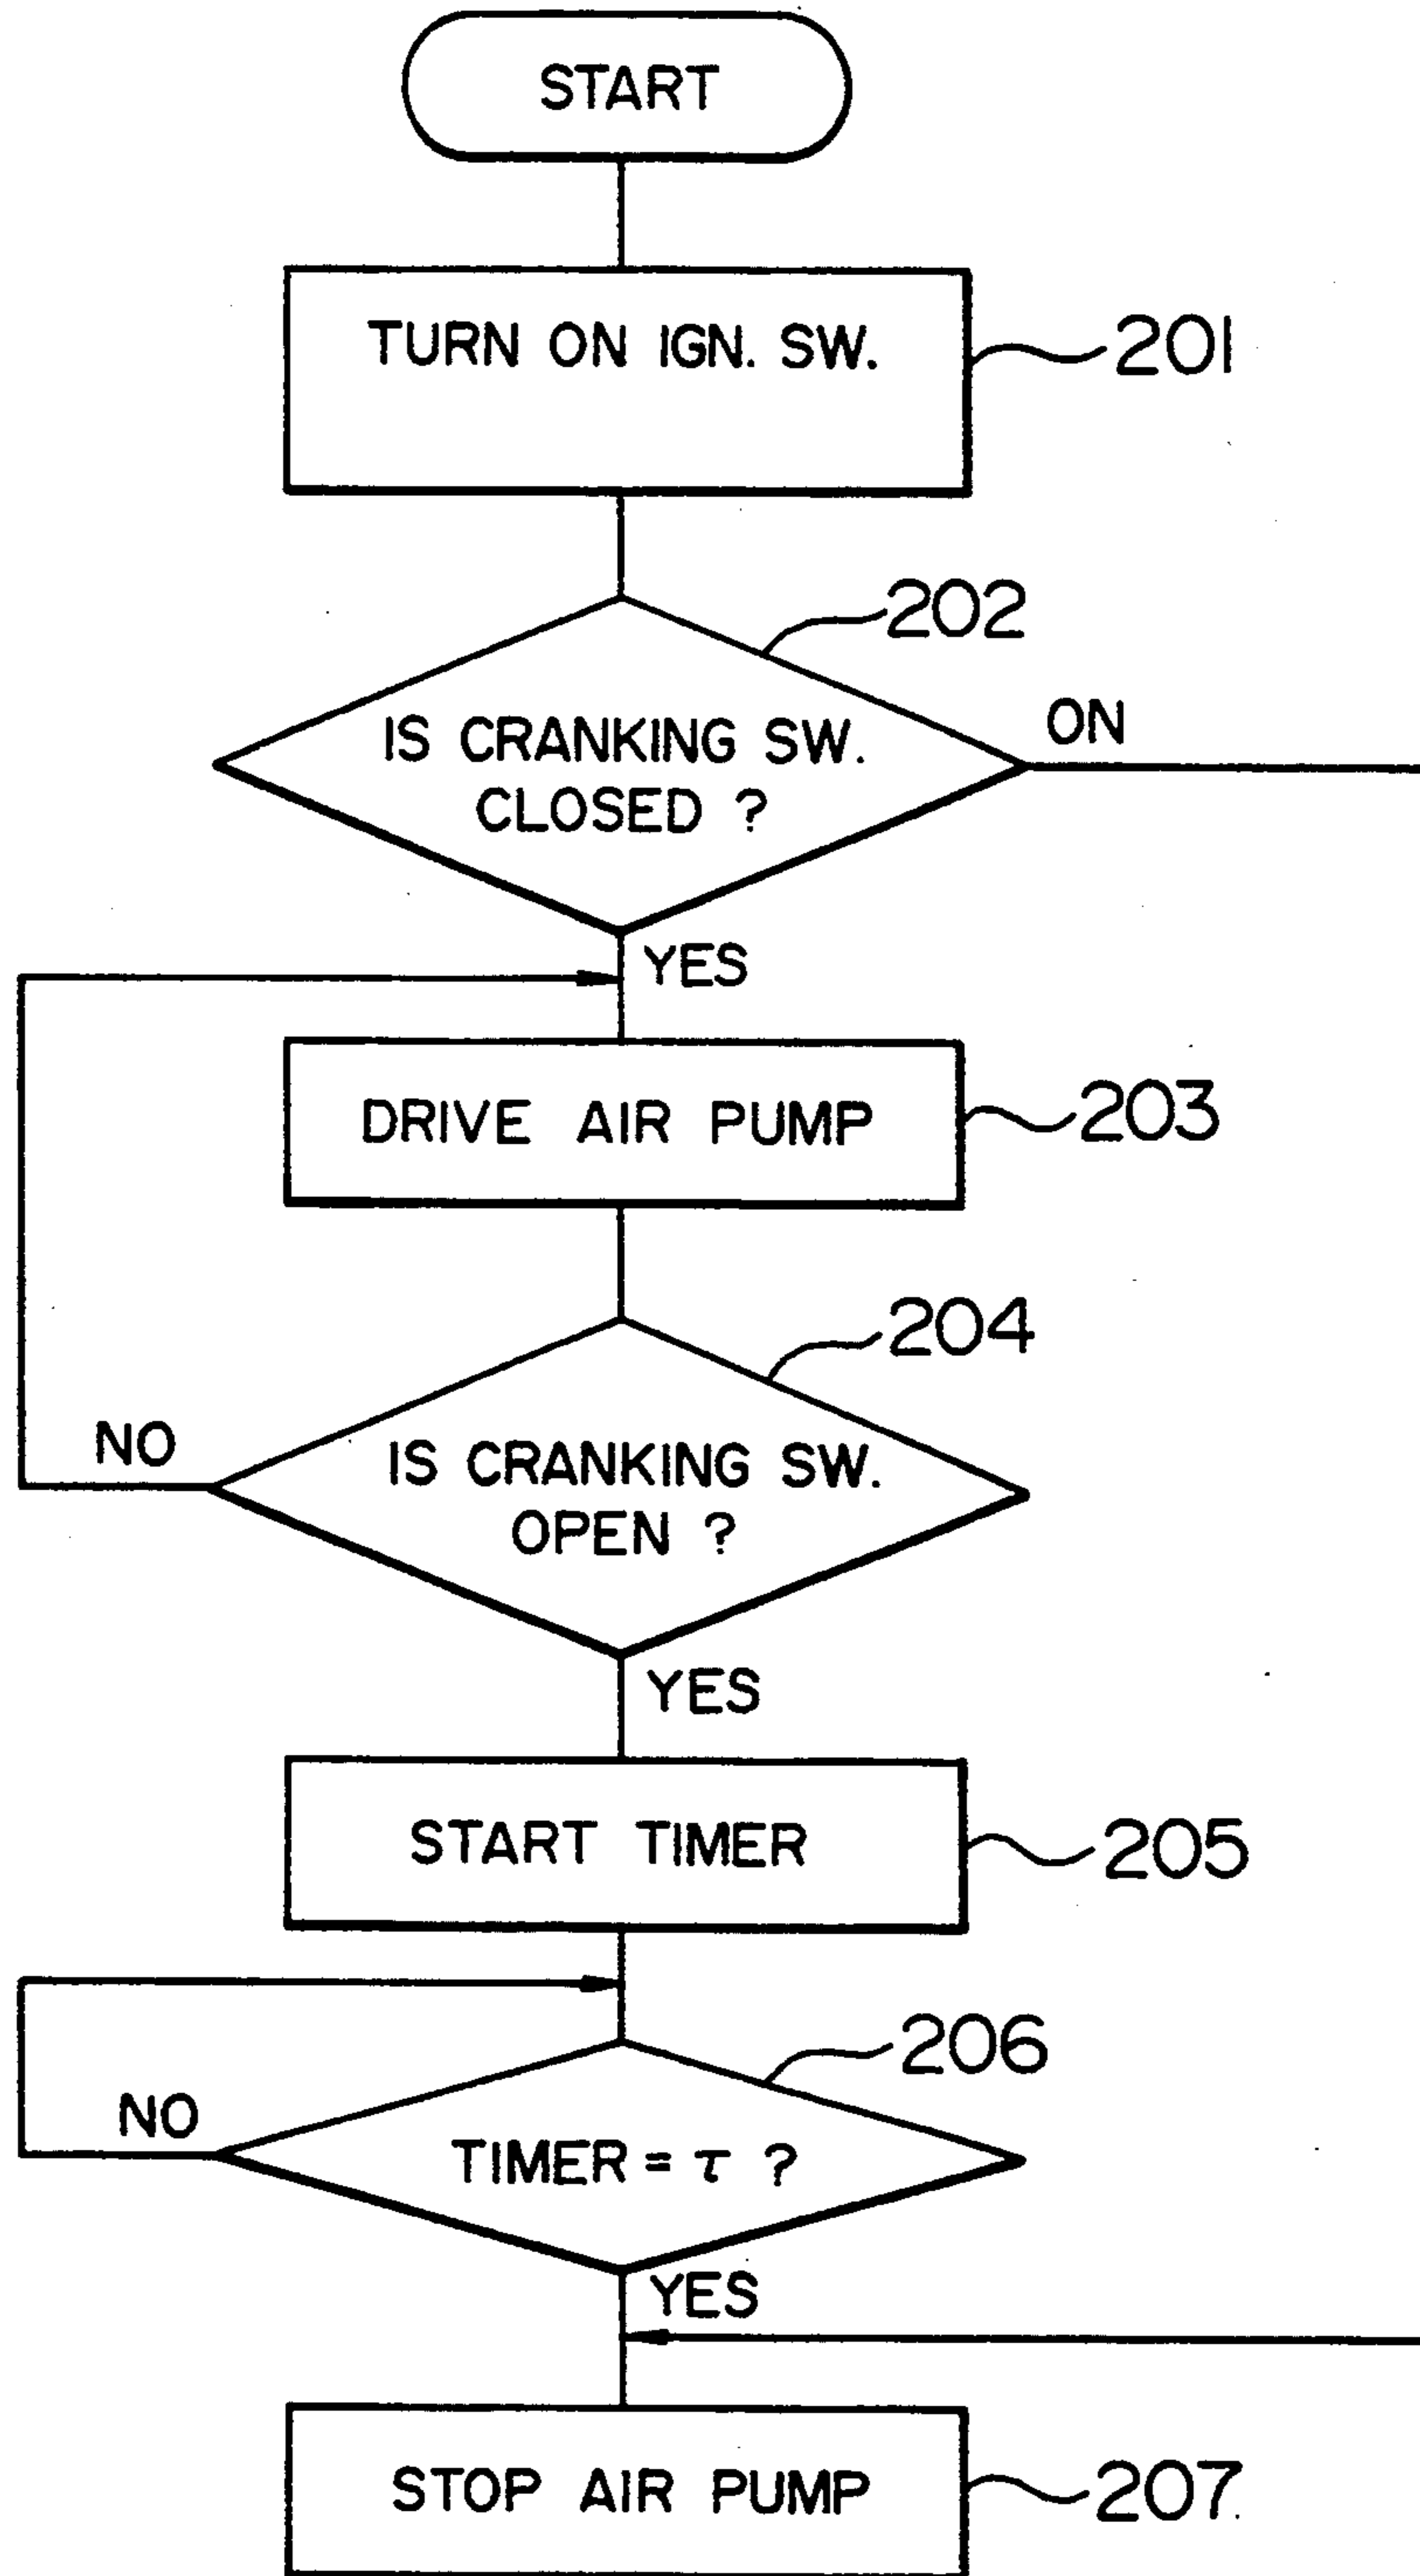 START
TURN ON IGN. SW.
201
202
IS CRANKING SW.
CLOSED ?
ON
YES
DRIVE AIR PUMP
203
204
NO
IS CRANKING SW.
OPEN ?
YES
START TIMER
205
206
NO
TIMER = τ ?
YES
STOP AIR PUMP
207